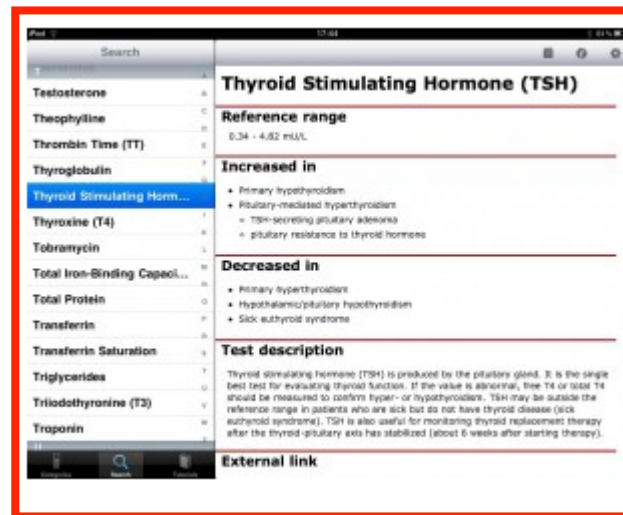 iPad
17:44
Search
T
Testosterone
Theophylline
Thrombin Time (TT)
Thyroglobulin
Thyroid Stimulating Horm...
Thyroxine (T4)
Tobramycin
Total Iron-Binding Capaci...
Total Protein
Transferrin
Transferrin Saturation
Triglycerides
Triiodothyronine (T3)
Troponin
U
Categories Search Tutorials
Thyroid Stimulating Hormone (TSH)
Reference range
0.34 - 4.82 mU/L
Increased in
Primary hypothyroidism
Pituitary-mediated hyperthyroidism
TSH-secreting pituitary adenoma
pituitary resistance to thyroid hormone
Decreased in
Primary hyperthyroidism
Hypothalamic/pituitary hypothyroidism
Sick euthyroid syndrome
Test description
Thyroid stimulating hormone (TSH) is produced by the pituitary gland. It is the single
best test for evaluating thyroid function. If the value is abnormal, free T4 or total T4
should be measured to confirm hyper- or hypothyroidism. TSH may be outside the
reference range in patients who are sick but do not have thyroid disease (sick
euthyroid syndrome). TSH is also useful for monitoring thyroid replacement therapy
after the thyroid-pituitary axis has stabilized (about 6 weeks after starting therapy).
External link